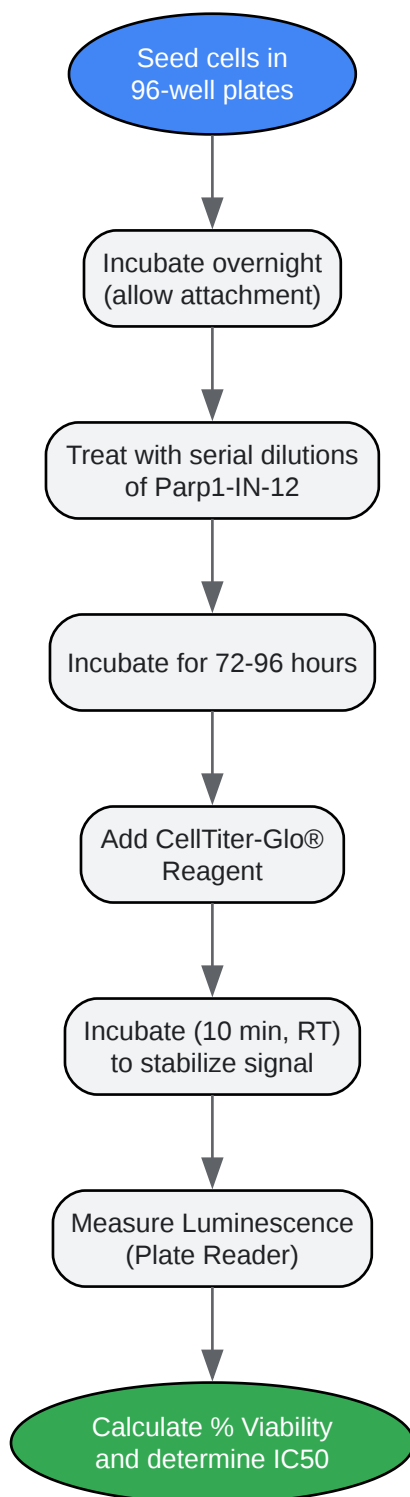 Seed cells in
96-well plates
Incubate overnight
(allow attachment)
Treat with serial dilutions
of Parp1-IN-12
Incubate for 72-96 hours
Add CellTiter-Glo®
Reagent
Incubate (10 min, RT)
to stabilize signal
Measure Luminescence
(Plate Reader)
Calculate % Viability
and determine IC50